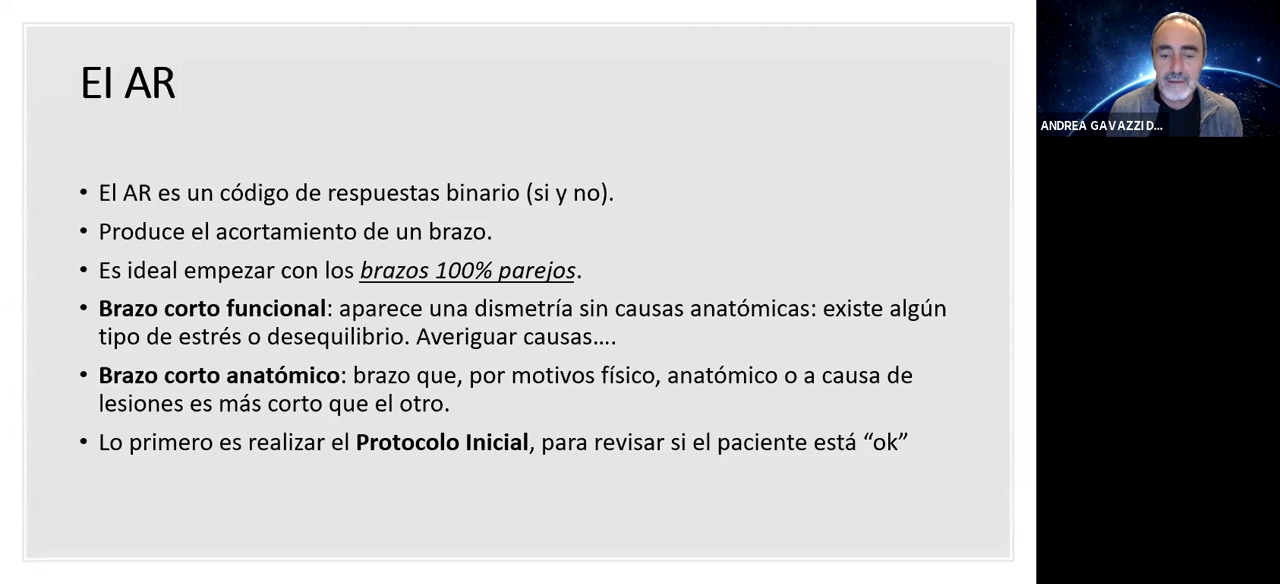 El AR
• El AR es un código de respuestas binario (si y no).
• Produce el acortamiento de un brazo.
• Es ideal empezar con los brazos 100% parejos.
• Brazo corto funcional: aparece una dismetría sin causas anatómicas: existe algún
tipo de estrés o desequilibrio. Averiguar causas....
• Brazo corto anatómico: brazo que, por motivos físico, anatómico o a causa de
lesiones es más corto que el otro.
• Lo primero es realizar el Protocolo Inicial, para revisar si el paciente está “ok”
ANDREA GAVAZZI D...